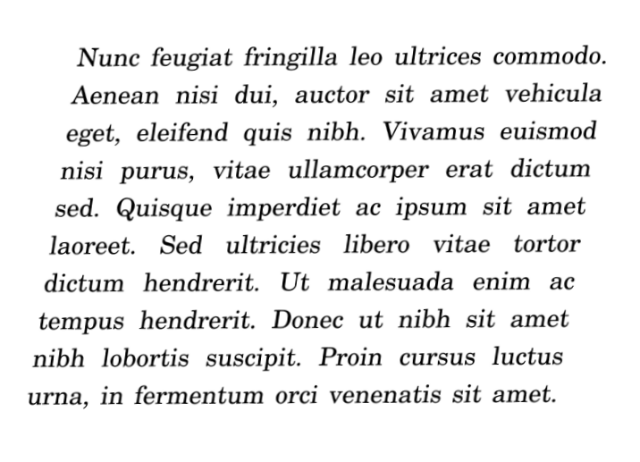 Nunc feugiat fringilla leo ultrices commodo.
Aenean nisi dui, auctor sit amet vehicula
eget, eleifend quis nibh. Vivamus euismod
nisi purus, vitae ullamcorper erat dictum
sed. Quisque imperdiet ac ipsum sit amet
laoreet. Sed ultricies libero vitae tortor
dictum hendrerit. Ut malesuada enim ac
tempus hendrerit. Donec ut nibh sit amet
nibh lobortis suscipit. Proin cursus luctus
urna, in fermentum orci venenatis sit amet.